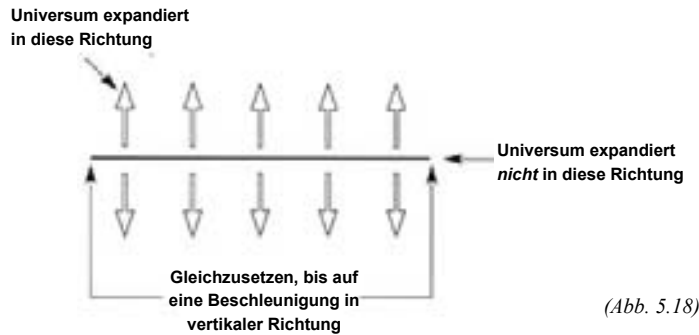 Universum expandiert
in diese Richtung
Universum expandiert
nicht in diese Richtung
Gleichzusetzen, bis auf
eine Beschleunigung in
vertikaler Richtung
(Abb. 5.18)